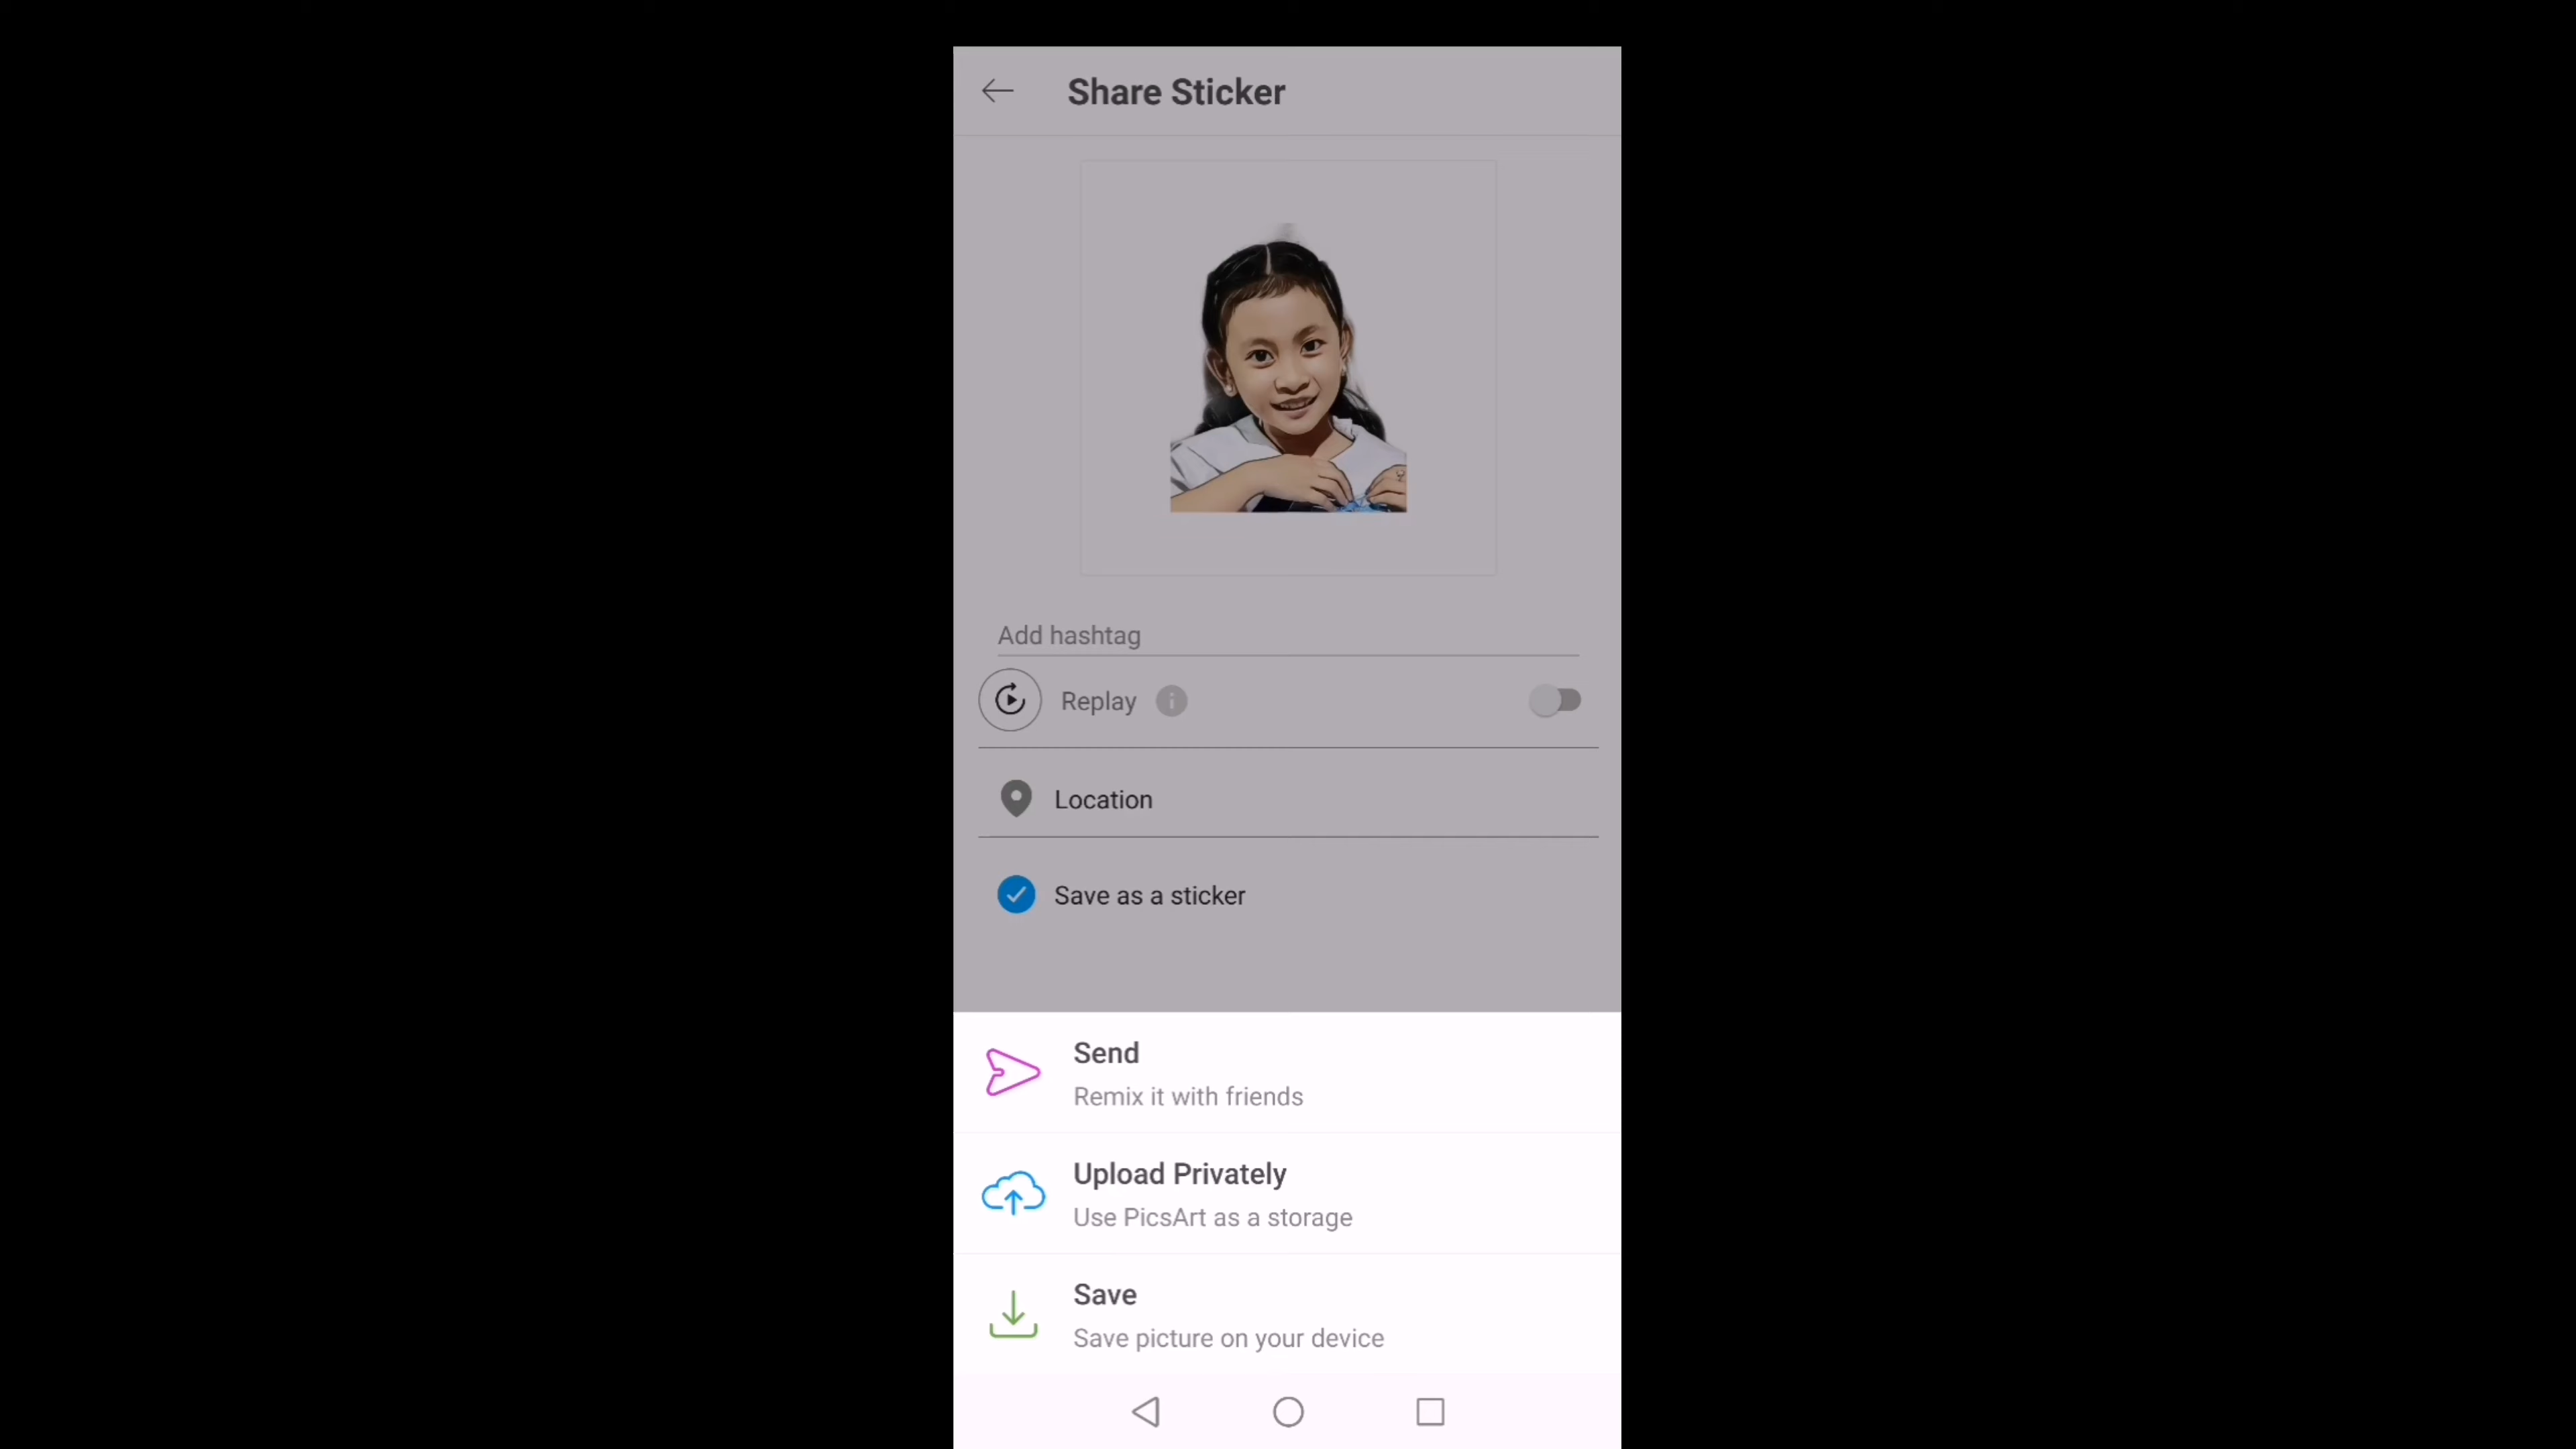 Share Sticker
Add hashtag
Replay
Location
Save as a sticker
Send
Remix it with friends
Upload Privately
Use PicsArt as a storage
Save
Save picture on your device